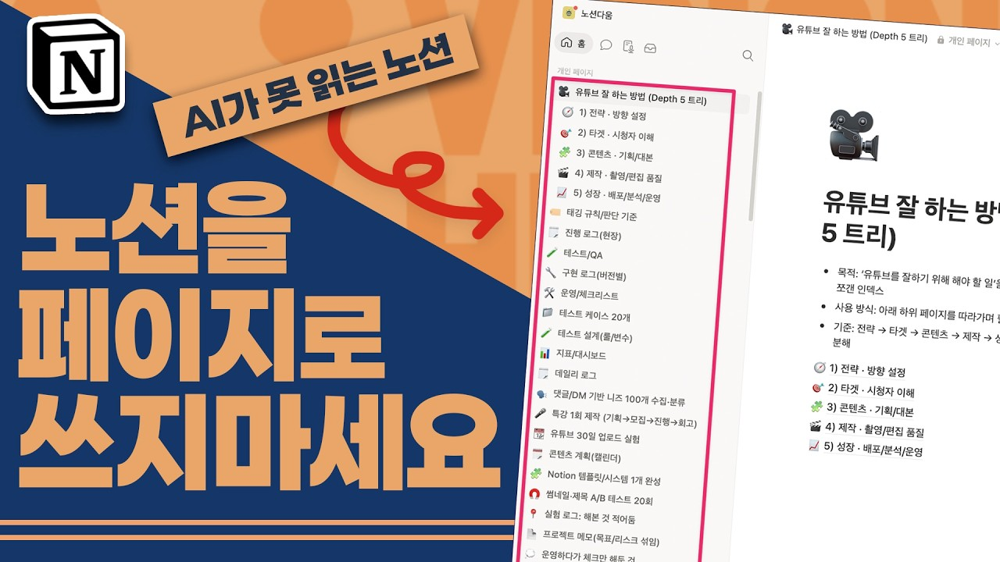 N
AI가 못 읽는 노션
노션을
페이지로
쓰지마세요
노션다움
홈
개인 페이지
유튜브 잘 하는 방법 (Depth 5 트리)
1) 전략 · 방향 설정
2) 타겟 · 시청자 이해
3) 콘텐츠 · 기획/대본
4) 제작 · 촬영/편집 품질
5) 성장 · 배포/분석/운영
태깅 규칙/판단 기준
진행 로그(현장)
테스트/QA
구현 로그(버전별)
운영/체크리스트
테스트 케이스 20개
테스트 설계(룰/변수)
지표/대시보드
데일리 로그
댓글/DM 기반 니즈 100개 수집·분류
특강 1회 제작 (기획→모집→진행→회고)
유튜브 30일 업로드 실험
콘텐츠 계획(캘린더)
Notion 템플릿/시스템 1개 완성
썸네일·제목 A/B 테스트 20회
실험 로그: 해본 것 적어둠
프로젝트 메모(목표/리스크 섞임)
운영하다가 체크만 해둔 것
유튜브 잘 하는 방법 (Depth 5 트리)
개인 페이지
유튜브 잘 하는 방법
5 트리)
목적: '유튜브를 잘하기 위해 해야 할 일'을
쪼갠 인덱스
사용 방식: 아래 하위 페이지를 따라가며
기준: 전략 → 타겟 → 콘텐츠 → 제작 →
분해
1) 전략 · 방향 설정
2) 타겟 · 시청자 이해
3) 콘텐츠 · 기획/대본
4) 제작 · 촬영/편집 품질
5) 성장 · 배포/분석/운영